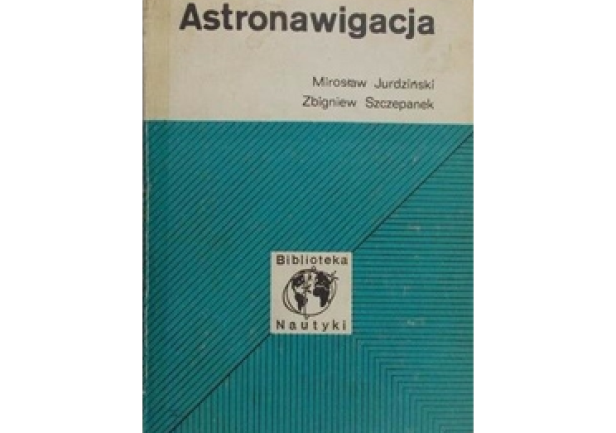 Astronawigacja
Mirosław Jurdziński
Zbigniew Szczepanek
Biblioteka
Nautyki